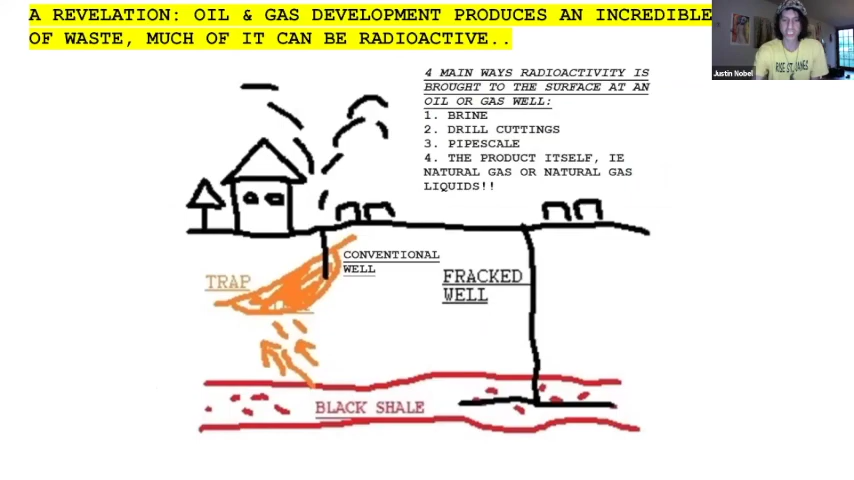 A REVELATION: OIL & GAS DEVELOPMENT PRODUCES AN INCREDIBLE
OF WASTE, MUCH OF IT CAN BE RADIOACTIVE..
Justin Nobel
RISE ST. JAMES
4 MAIN WAYS RADIOACTIVITY IS
BROUGHT TO THE SURFACE AT AN
OIL OR GAS WELL:
1. BRINE
2. DRILL CUTTINGS
3. PIPESCALE
4. THE PRODUCT ITSELF, IE
NATURAL GAS OR NATURAL GAS
LIQUIDS!!
CONVENTIONAL
WELL
TRAP
FRACKED
WELL
BLACK SHALE